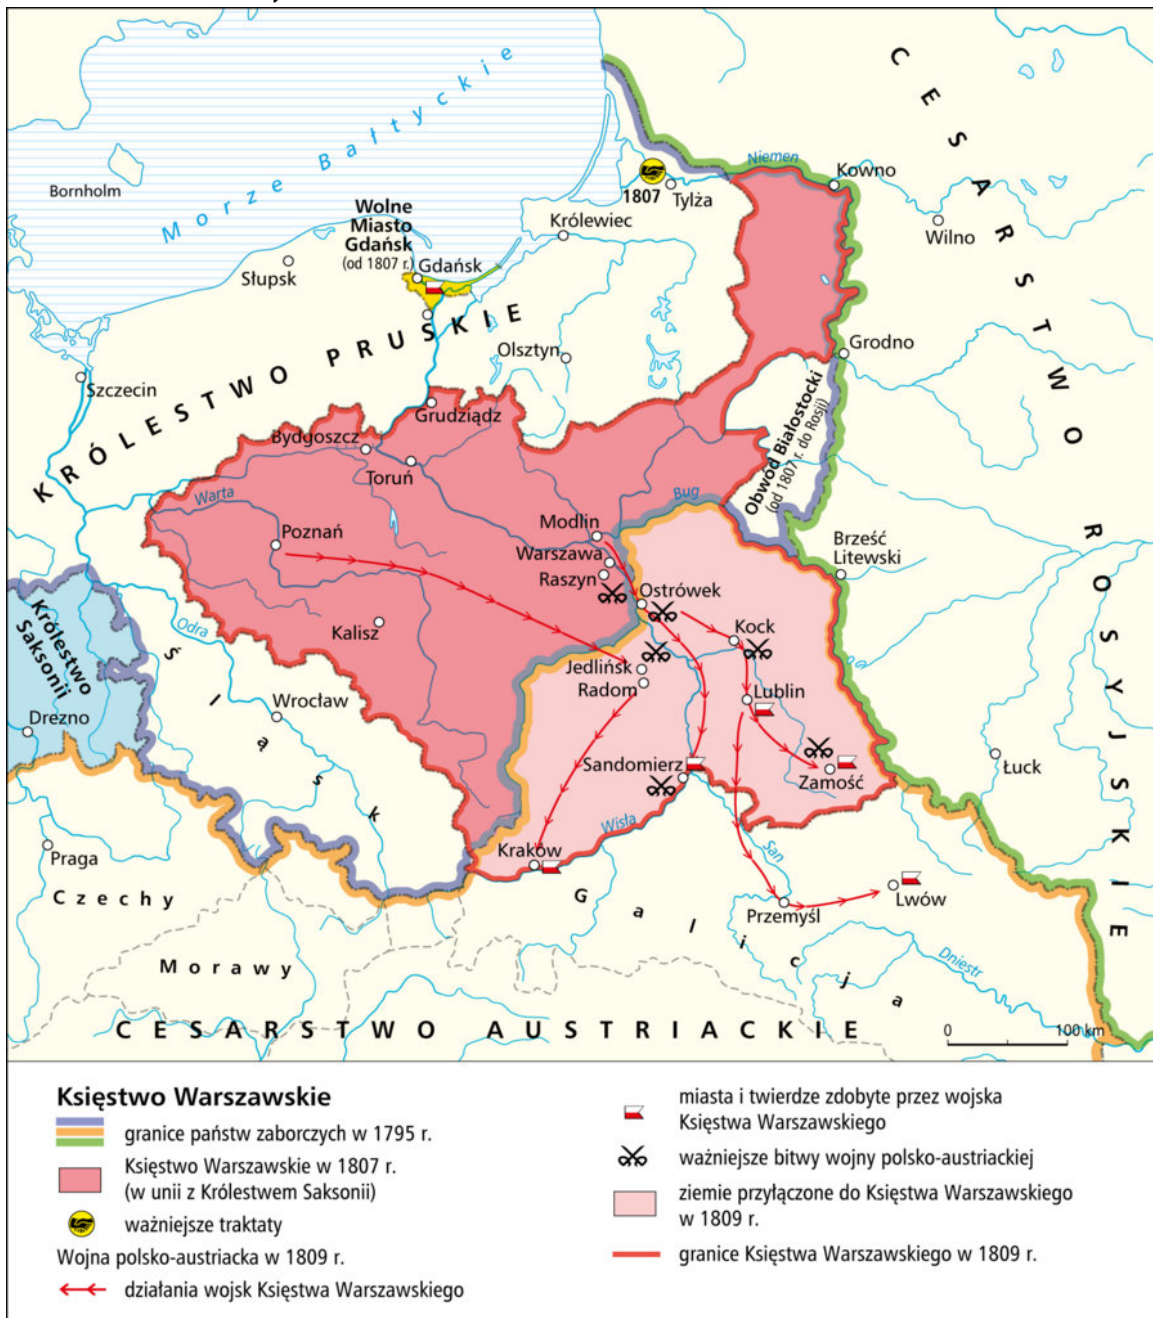 CESARSTWO ROSYJSKIE
Morze Bałtyckie
Bornholm
Niemen
Kowno
1807
Tylża
Wilno
Wolne
Miasto
Gdańsk
(od 1807 r.)
Królewiec
Gdańsk
Słupsk
KRÓLESTWO PRUSKIE
Olsztyn
Grodno
Szczecin
Grudziądz
Bydgoszcz
Toruń
Obwód Białostocki
(od 1807 r. do Rosji)
Warta
Bug
Poznań
Modlin
Warszawa
Raszyn
Brześć
Litewski
Królestwo
Saksonii
Odra
Kalisz
Ostrówek
Kock
Śląsk
Jedlińsk
Radom
Lublin
Drezno
Wrocław
Sandomierz
Zamość
Łuck
Wisła
San
Praga
Kraków
Czechy
Galicja
Przemyśl
Lwów
Morawy
Dniestr
CESARSTWO AUSTRIACKIE
0 100 km
Księstwo Warszawskie
granice państw zaborczych w 1795 r.
Księstwo Warszawskie w 1807 r.
(w unii z Królestwem Saksonii)
ważniejsze traktaty
Wojna polsko-austriacka w 1809 r.
działania wojsk Księstwa Warszawskiego
miasta i twierdze zdobyte przez wojska
Księstwa Warszawskiego
ważniejsze bitwy wojny polsko-austriackiej
ziemie przyłączone do Księstwa Warszawskiego
w 1809 r.
granice Księstwa Warszawskiego w 1809 r.